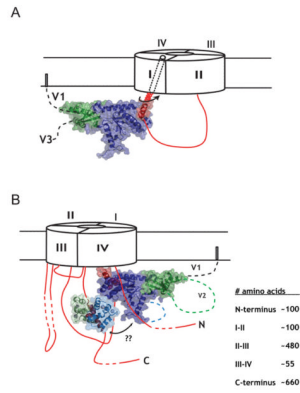 A
IV
III
I
II
V1
V3
B
II
I
III
IV
V1
V2
N
??
C
# amino acids
N-terminus ~100
I-II ~100
II-III ~480
III-IV ~55
C-terminus ~660